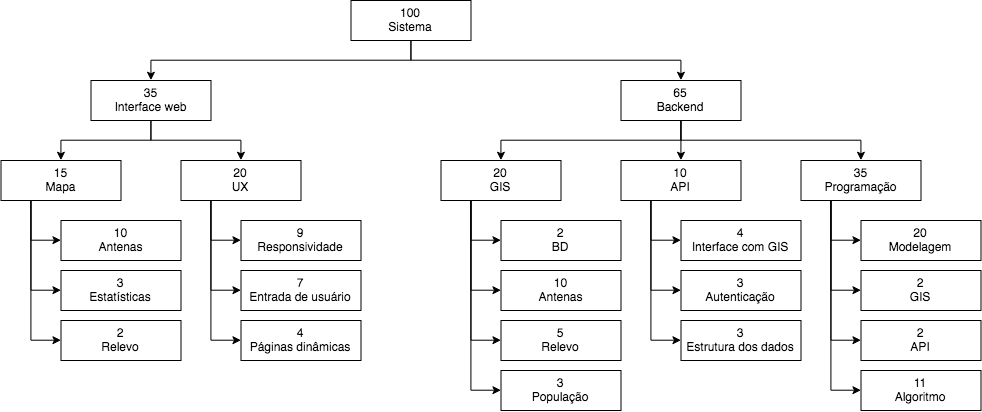 100
Sistema
35
Interface web
65
Backend
15
Mapa
20
UX
20
GIS
10
API
35
Programação
10
Antenas
3
Estatísticas
2
Relevo
9
Responsividade
7
Entrada de usuário
4
Páginas dinâmicas
2
BD
10
Antenas
5
Relevo
3
População
4
Interface com GIS
3
Autenticação
3
Estrutura dos dados
20
Modelagem
2
GIS
2
API
11
Algoritmo